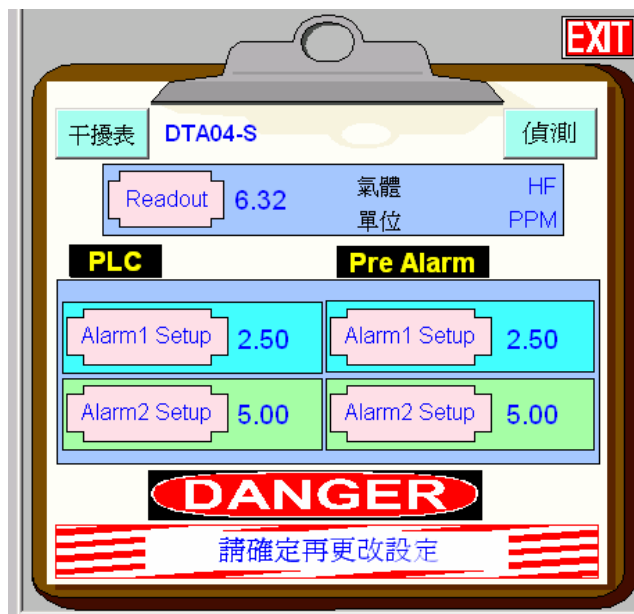 EXIT
干擾表 DTA04-S 偵測
Readout 6.32 氣體 HF
單位 PPM
PLC Pre Alarm
Alarm1 Setup 2.50 Alarm1 Setup 2.50
Alarm2 Setup 5.00 Alarm2 Setup 5.00
DANGER
請確定再更改設定